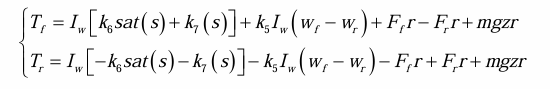 T_f = I_w [k_6 sat(s) + k_7 (s)] + k_5 I_w (w_f − w_r) + F_f r − F_r r + mgzr
T_r = I_w [−k_6 sat(s) − k_7 (s)] − k_5 I_w (w_f − w_r) − F_f r + F_r r + mgzr